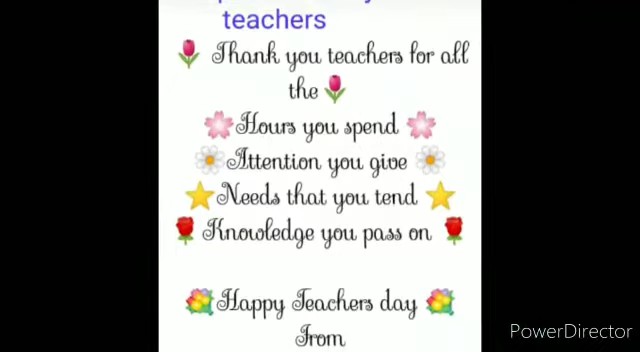 teachers
🌷 Thank you teachers for all
the🌷
🌸Hours you spend 🌸
🌼Attention you give 🌼
⭐Needs that you tend ⭐
🌹 Knowledge you pass on 🌹
💐Happy Teachers day 💐
From
PowerDirector